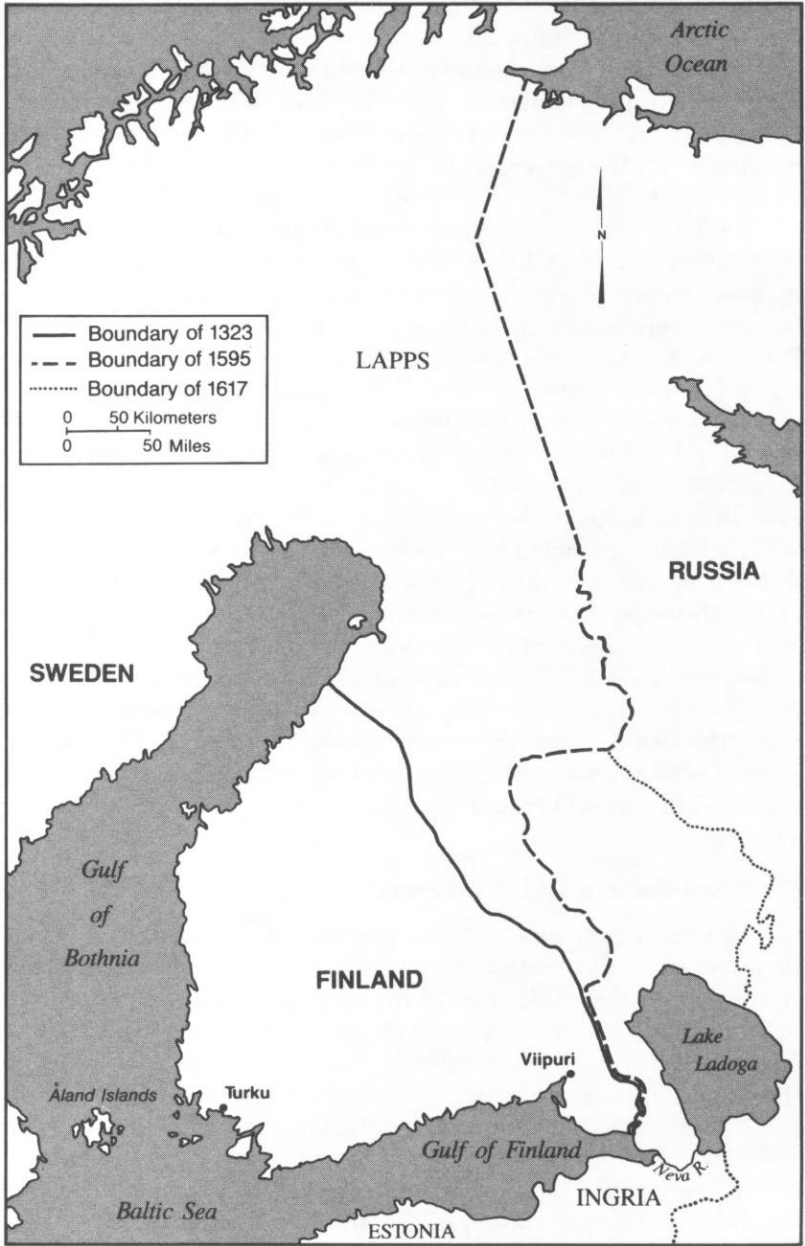 Arctic
Ocean
N
Boundary of 1323
Boundary of 1595
Boundary of 1617
0 50 Kilometers
0 50 Miles
LAPPS
RUSSIA
SWEDEN
Gulf
of
Bothnia
FINLAND
Lake
Ladoga
Viipuri
Åland Islands
Turku
Gulf of Finland
Neva R.
INGRIA
Baltic Sea
ESTONIA